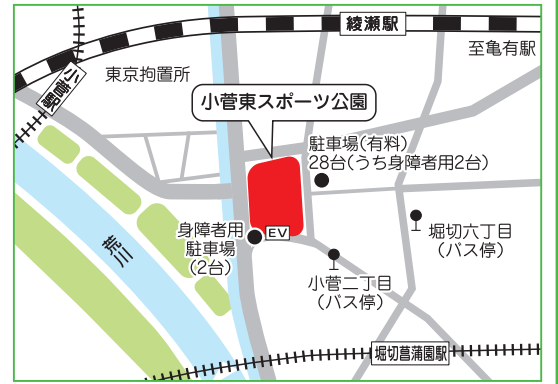 綾瀬駅
至亀有駅
小菅駅
東京拘置所
小菅東スポーツ公園
駐車場(有料)
28台(うち身障者用2台)
身障者用
駐車場
(2台)
EV
荒川
堀切六丁目
(バス停)
小菅二丁目
(バス停)
堀切菖蒲園駅